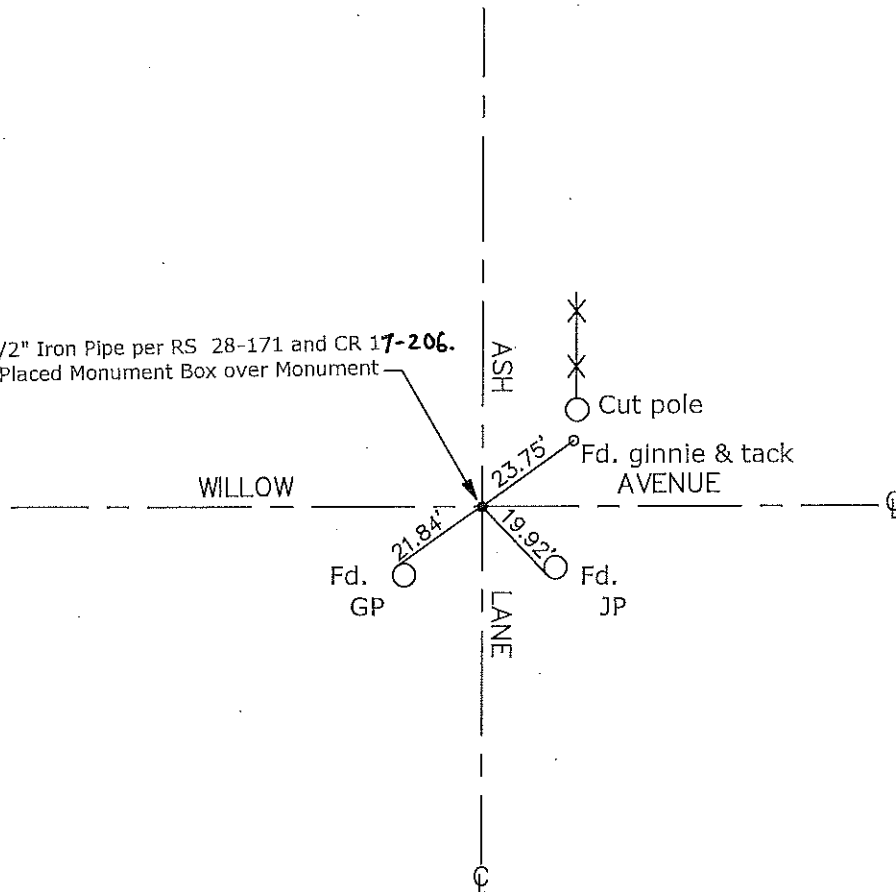 /2" Iron Pipe per RS 28-171 and CR 17-206.
Placed Monument Box over Monument
ASH
Cut pole
23.75'
Fd. ginnie & tack
WILLOW
AVENUE
℄
21.84'
19.92'
Fd.
GP
Fd.
JP
LANE
℄